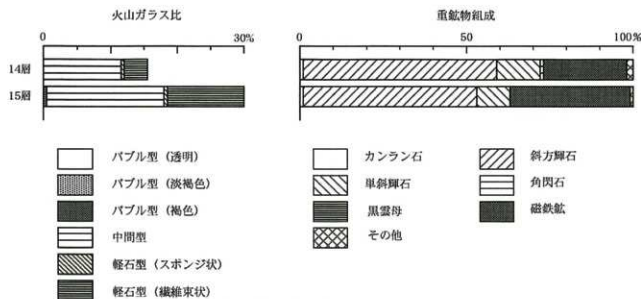 火山ガラス比
0 30%
14層
15層
バブル型（透明）
バブル型（淡褐色）
バブル型（褐色）
中間型
軽石型（スポンジ状）
軽石型（繊維束状）
重鉱物組成
0 50 100%
カンラン石 斜方輝石
単斜輝石 角閃石
黒雲母 磁鉄鉱
その他